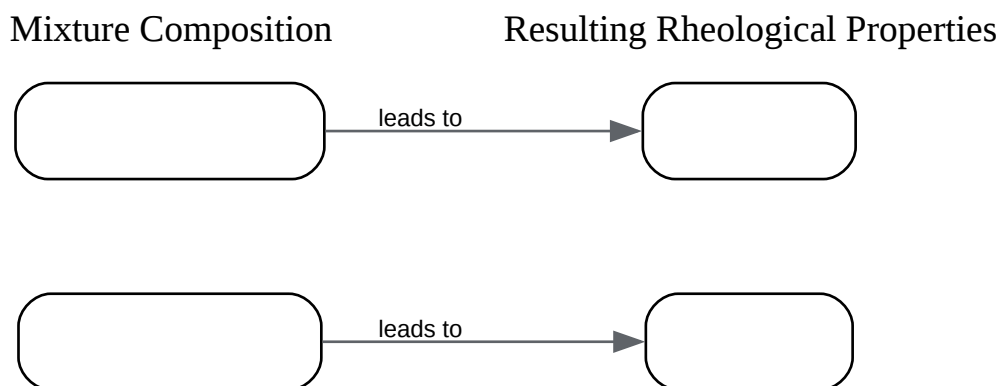 Mixture Composition
Resulting Rheological Properties
leads to
leads to